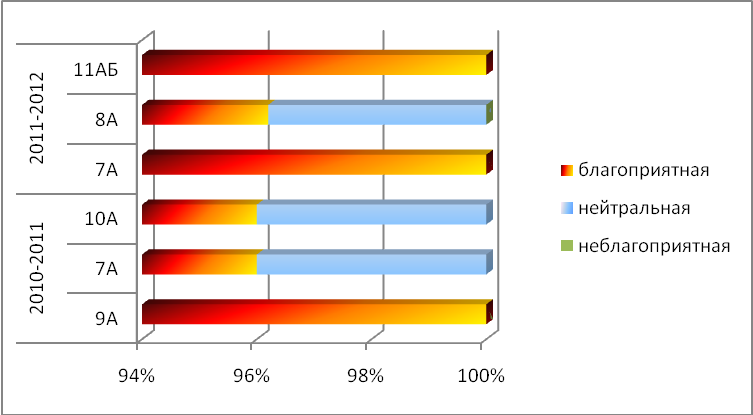 2011-2012
11АБ
8А
7А
2010-2011
10А
7А
9А
94% 96% 98% 100%
благоприятная
нейтральная
неблагоприятная